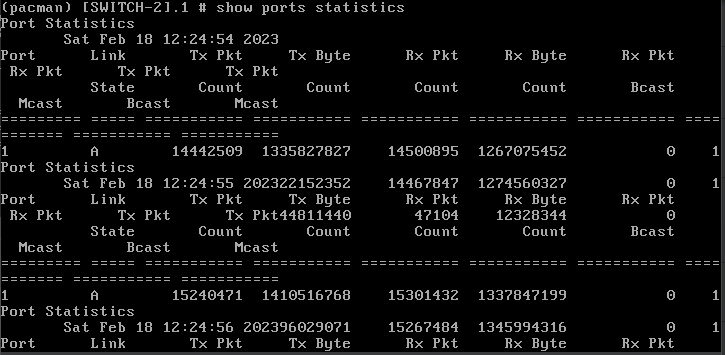 (pacman) [SWITCH-2].1 # show ports statistics
Port Statistics
Sat Feb 18 12:24:54 2023
Port Link Tx Pkt Tx Byte Rx Pkt Rx Byte Rx Pkt
Rx Pkt Tx Pkt Tx Pkt
State Count Count Count Count Bcast
Mcast Bcast Mcast
========= ===== =========== =========== =========== =========== =========== ====
======= =========== ===========
1 A 14442509 1335827827 14500895 1267075452 0 1
Port Statistics
Sat Feb 18 12:24:55 202322152352 14467847 1274560327 0 1
Port Link Tx Pkt Tx Byte Rx Pkt Rx Byte Rx Pkt
Rx Pkt Tx Pkt Tx Pkt44811440 47104 12328344 0
State Count Count Count Count Bcast
Mcast Bcast Mcast
========= ===== =========== =========== =========== =========== =========== ====
======= =========== ===========
1 A 15240471 1410516768 15301432 1337847199 0 1
Port Statistics
Sat Feb 18 12:24:56 202396029071 15267484 1345994316 0 1
Port Link Tx Pkt Tx Byte Rx Pkt Rx Byte Rx Pkt